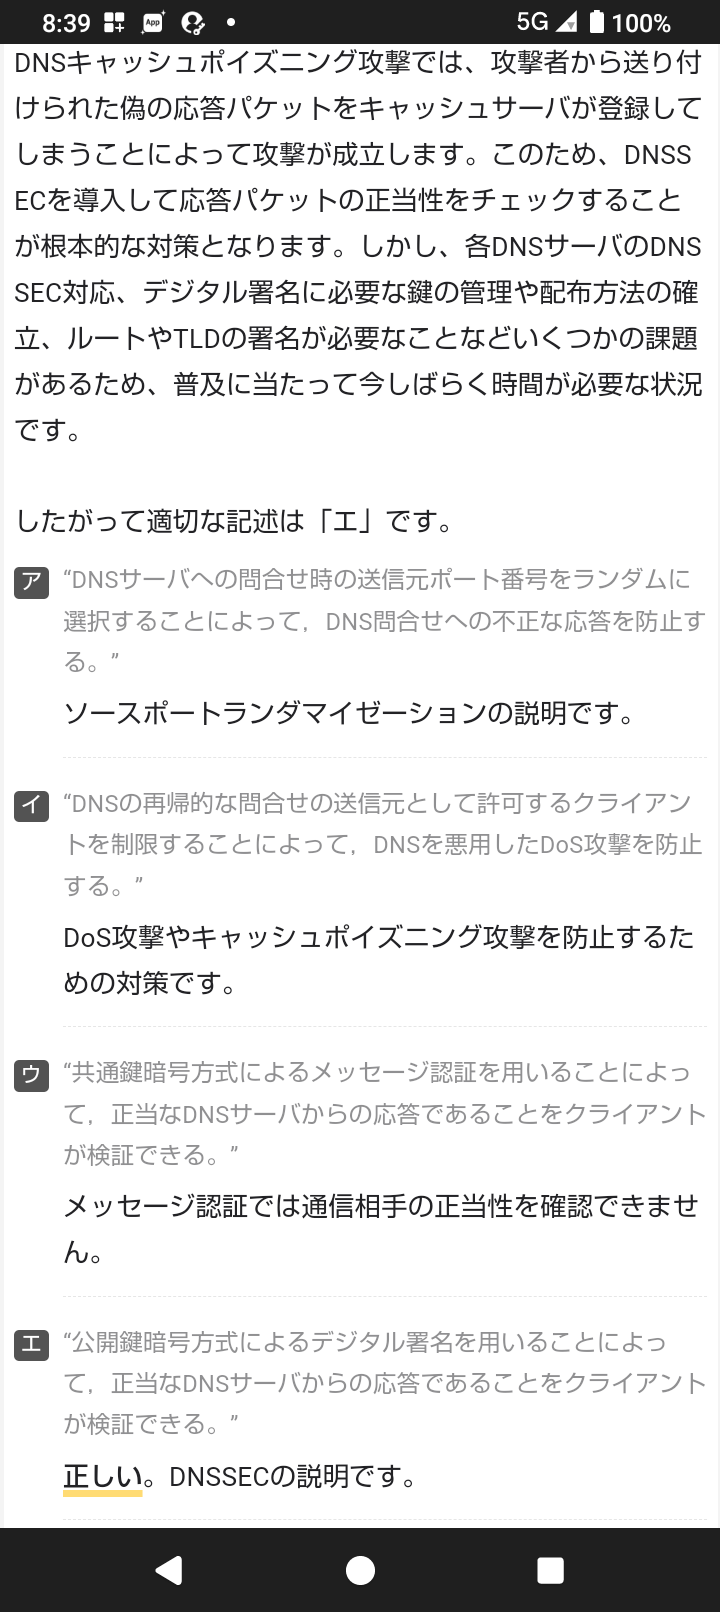 8:39 App 5G 100%
DNSキャッシュポイズニング攻撃では、攻撃者から送り付
けられた偽の応答パケットをキャッシュサーバが登録して
しまうことによって攻撃が成立します。このため、DNSS
ECを導入して応答パケットの正当性をチェックすること
が根本的な対策となります。しかし、各DNSサーバのDNS
SEC対応、デジタル署名に必要な鍵の管理や配布方法の確
立、ルートやTLDの署名が必要なことなどいくつかの課題
があるため、普及に当たって今しばらく時間が必要な状況
です。
したがって適切な記述は「エ」です。
ア “DNSサーバへの問合せ時の送信元ポート番号をランダムに
選択することによって，DNS問合せへの不正な応答を防止す
る。”
ソースポートランダマイゼーションの説明です。
イ “DNSの再帰的な問合せの送信元として許可するクライアン
トを制限することによって，DNSを悪用したDoS攻撃を防止
する。”
DoS攻撃やキャッシュポイズニング攻撃を防止するた
めの対策です。
ウ “共通鍵暗号方式によるメッセージ認証を用いることによっ
て，正当なDNSサーバからの応答であることをクライアント
が検証できる。”
メッセージ認証では通信相手の正当性を確認できませ
ん。
エ “公開鍵暗号方式によるデジタル署名を用いることによっ
て，正当なDNSサーバからの応答であることをクライアント
が検証できる。”
正しい。DNSSECの説明です。